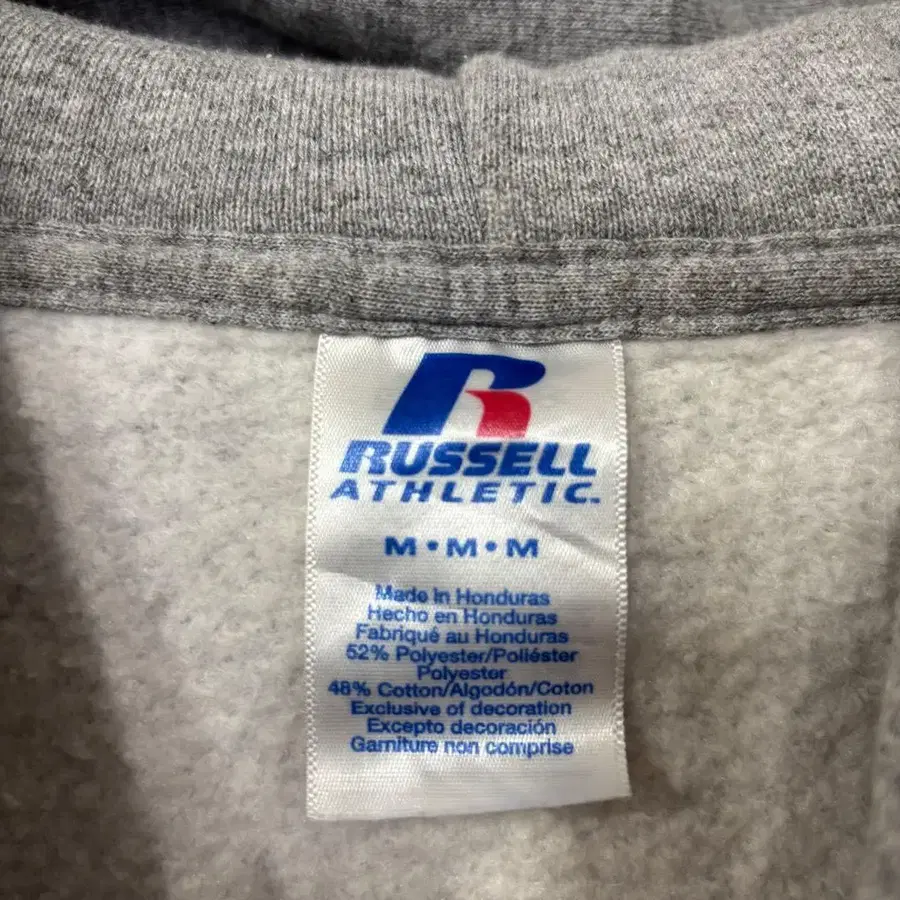 R
RUSSELL
ATHLETIC™
M•M•M
Made in Honduras
Hecho en Honduras
Fabriqué au Honduras
52% Polyester/Poliéster
Polyester
48% Cotton/Algodón/Coton
Exclusive of decoration
Excepto decoración
Garniture non comprise